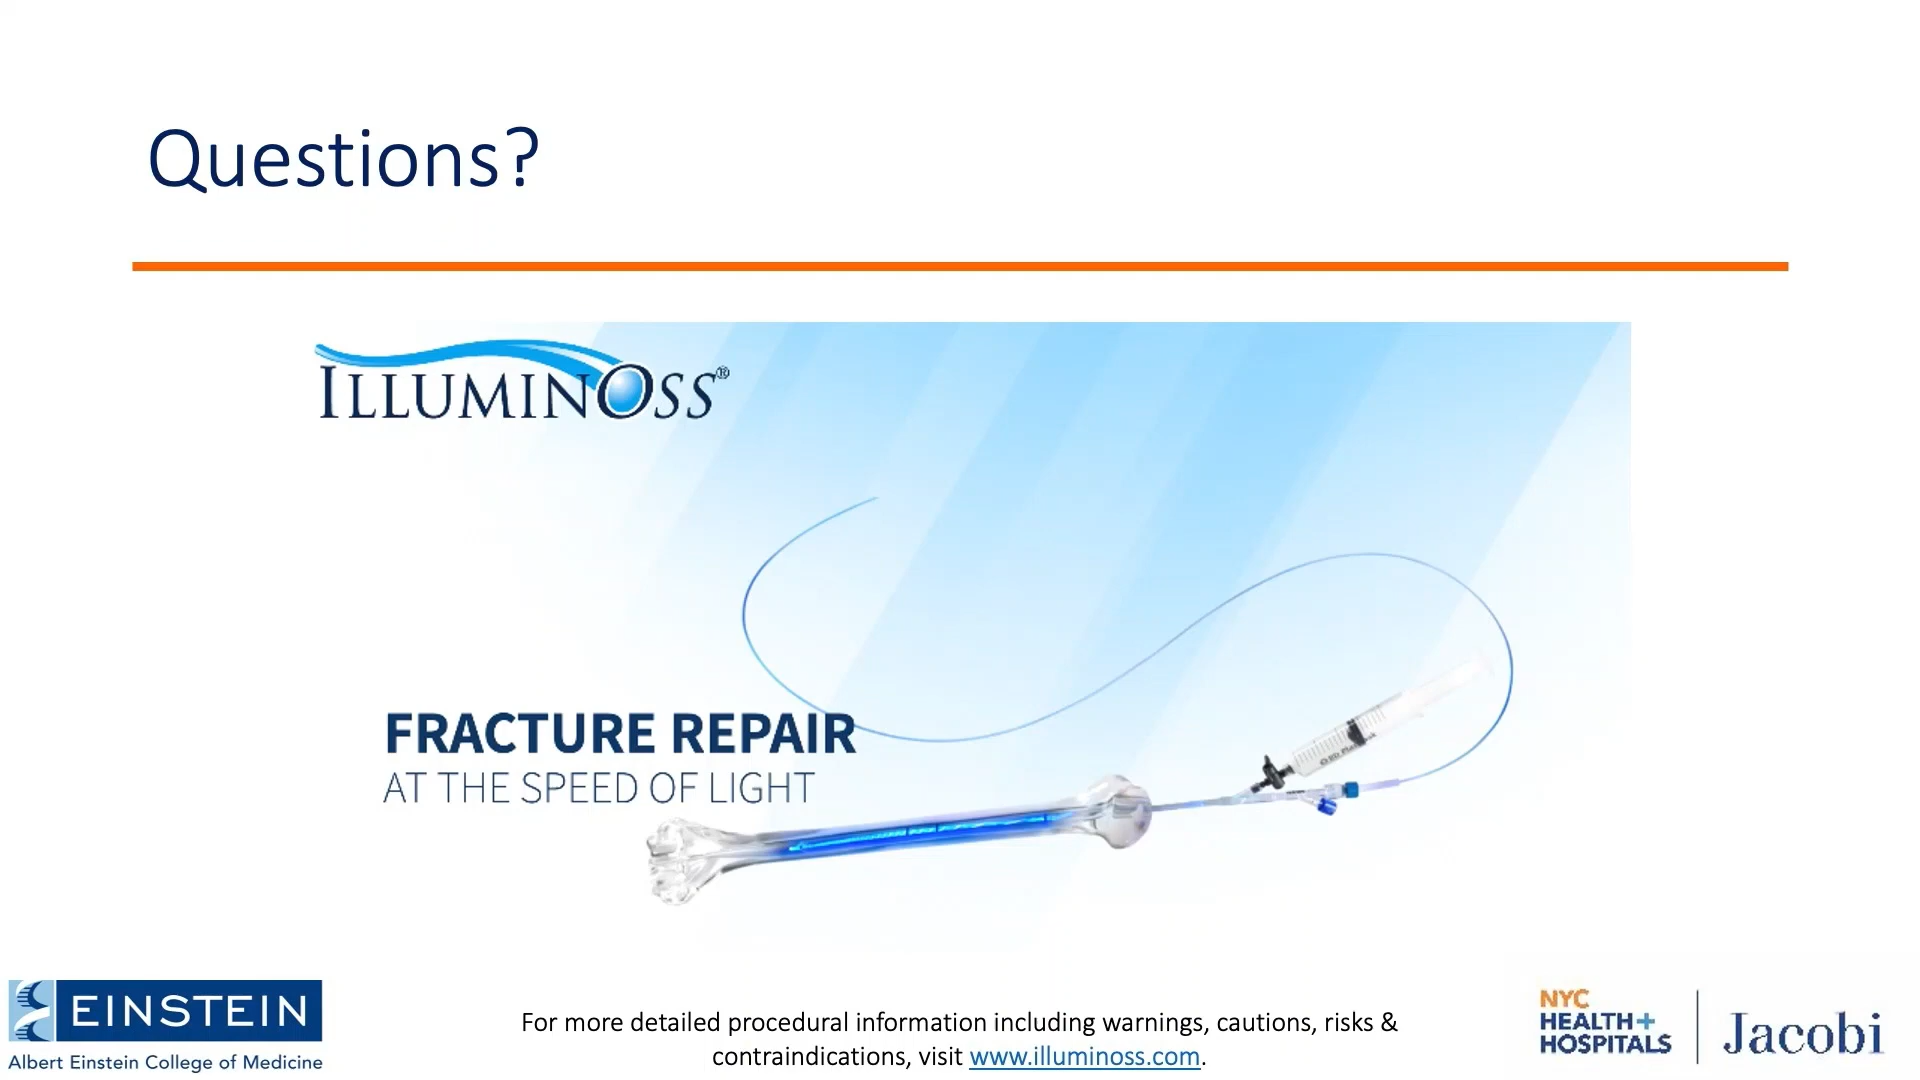 Questions?
ILLUMINOSS®
FRACTURE REPAIR
AT THE SPEED OF LIGHT
EINSTEIN
Albert Einstein College of Medicine
For more detailed procedural information including warnings, cautions, risks &
contraindications, visit www.illuminoss.com.
NYC
HEALTH+
HOSPITALS
Jacobi